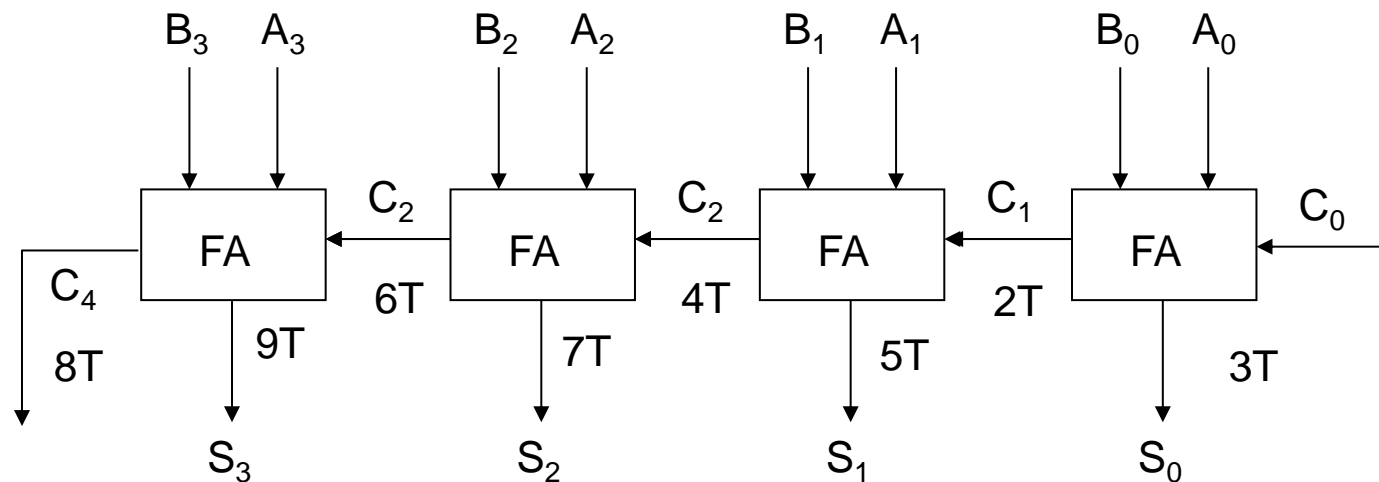 B₃ A₃ B₂ A₂ B₁ A₁ B₀ A₀
C₂ C₂ C₁ C₀
FA FA FA FA
C₄ 6T 4T 2T
8T 9T 7T 5T 3T
S₃ S₂ S₁ S₀